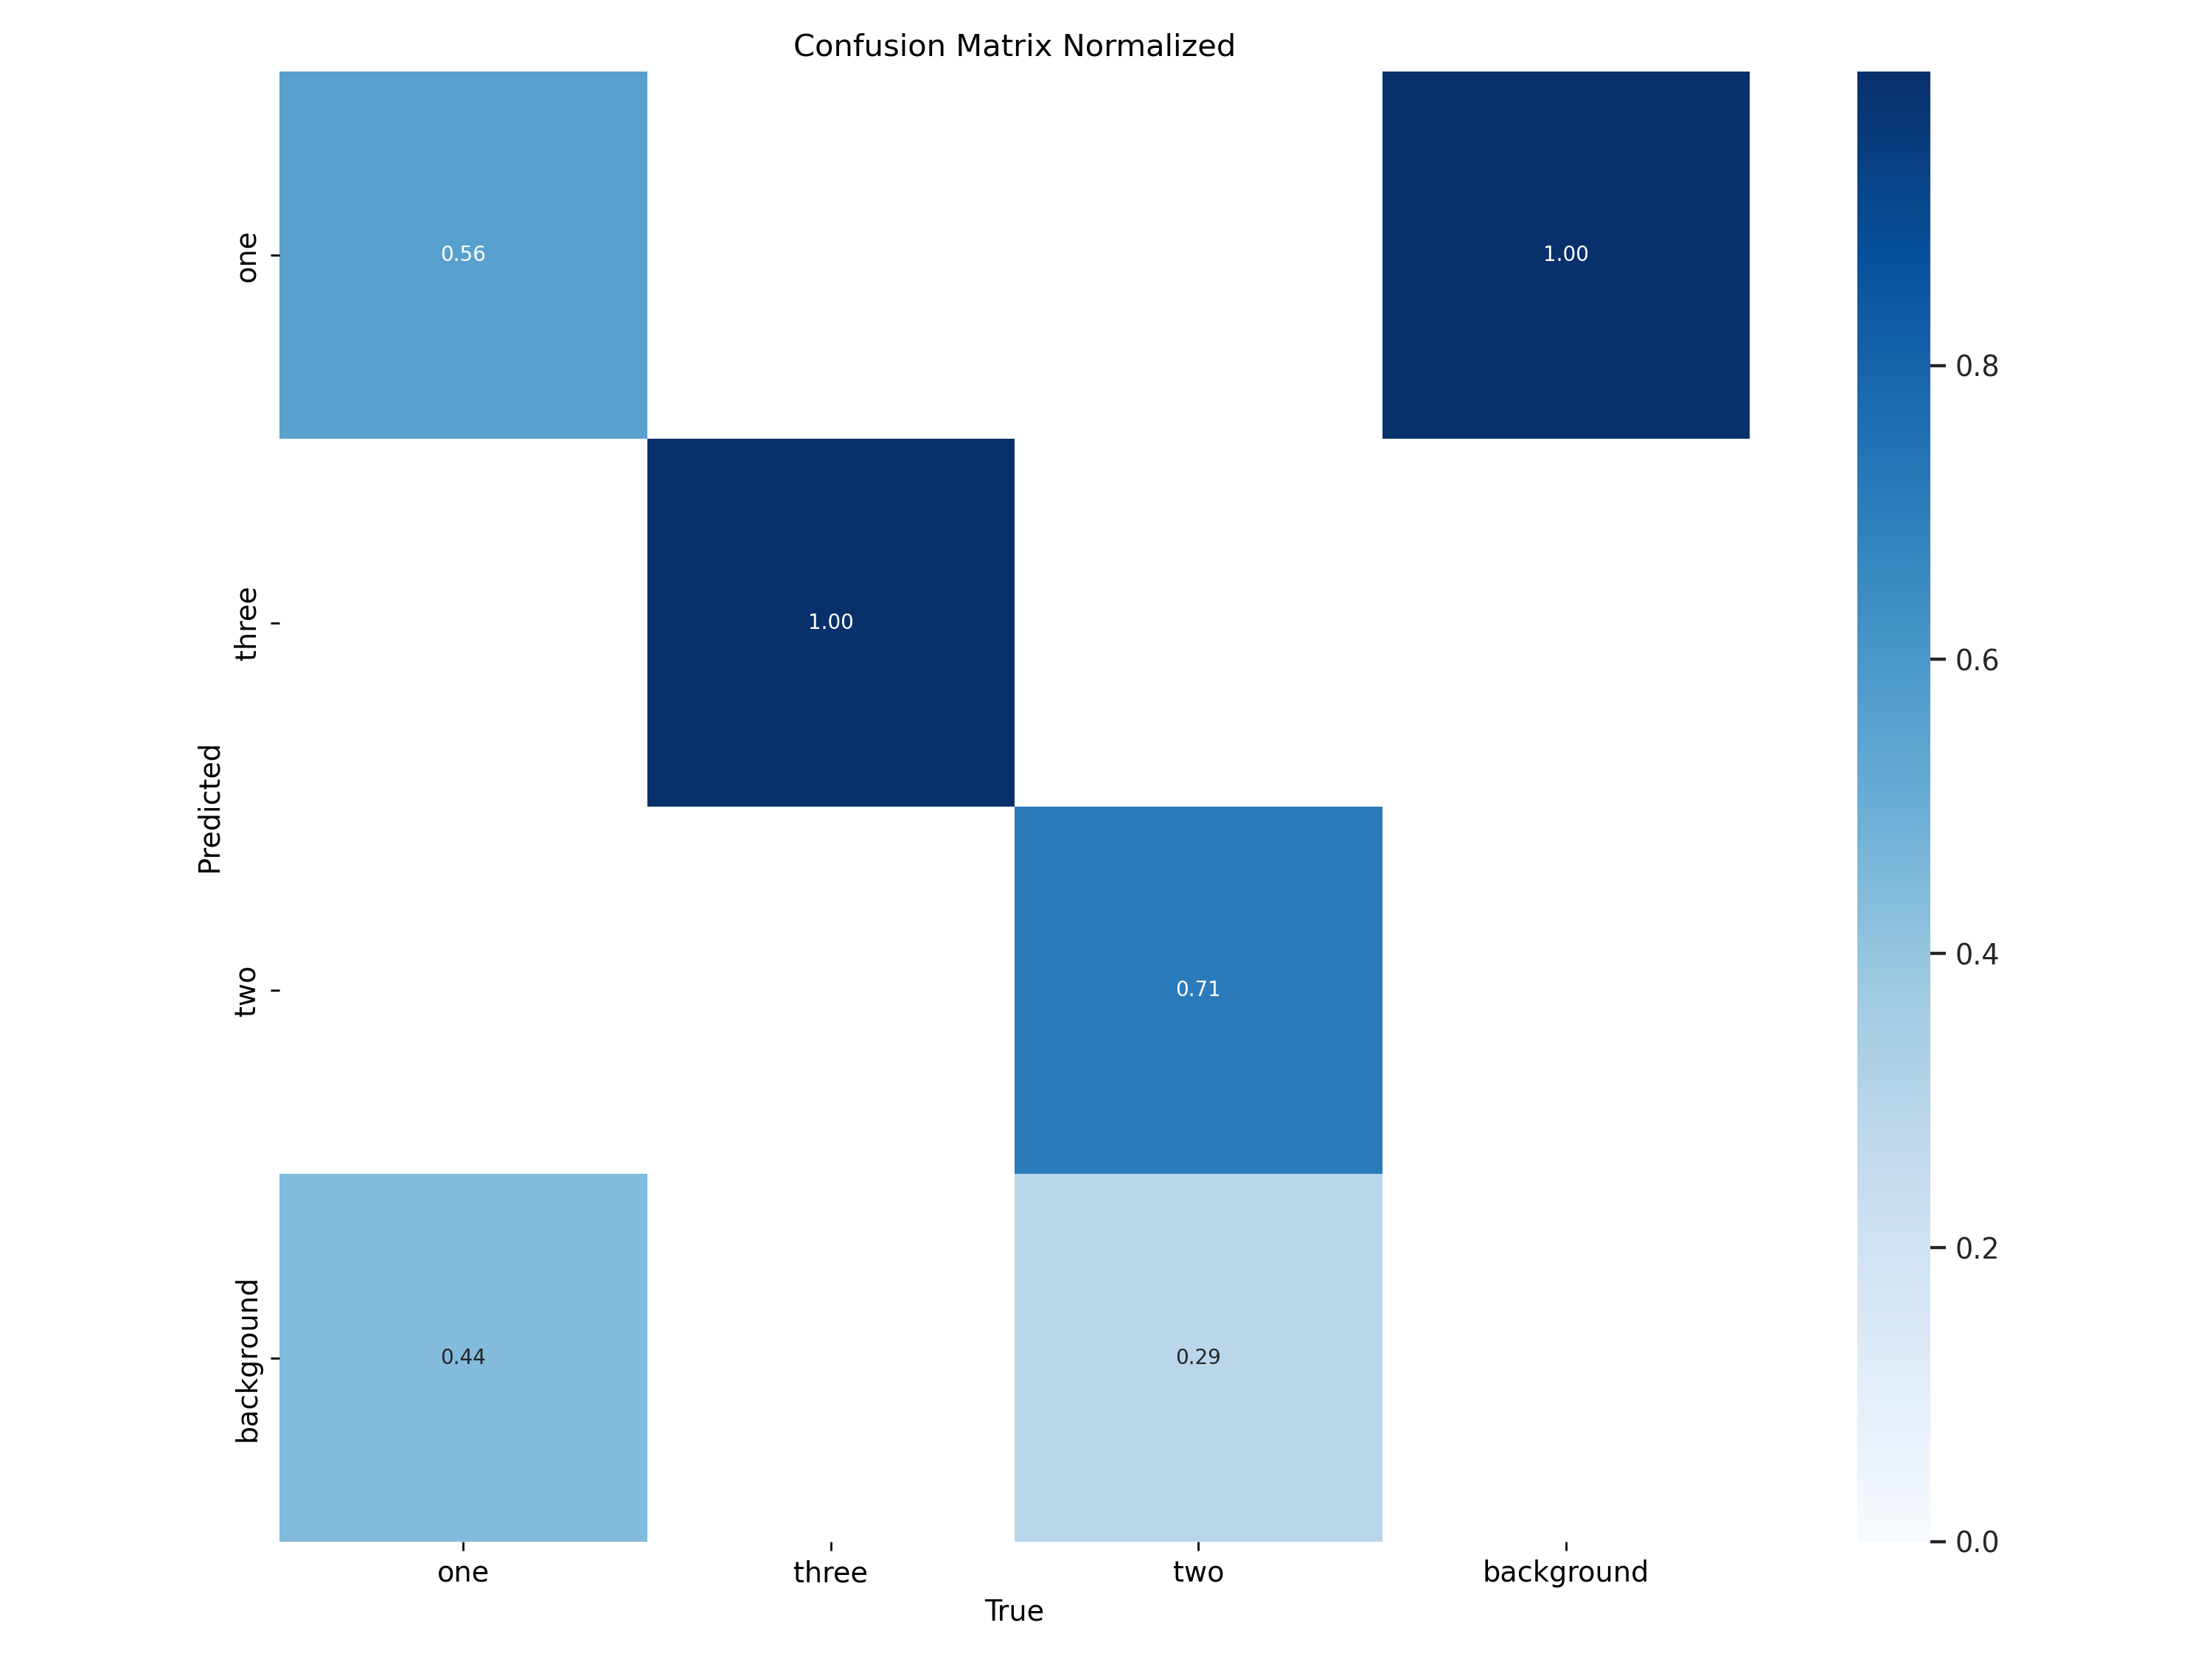 Confusion Matrix Normalized
one
0.56
1.00
three
1.00
Predicted
two
0.71
background
0.44
0.29
one three two background
True
0.8
0.6
0.4
0.2
0.0